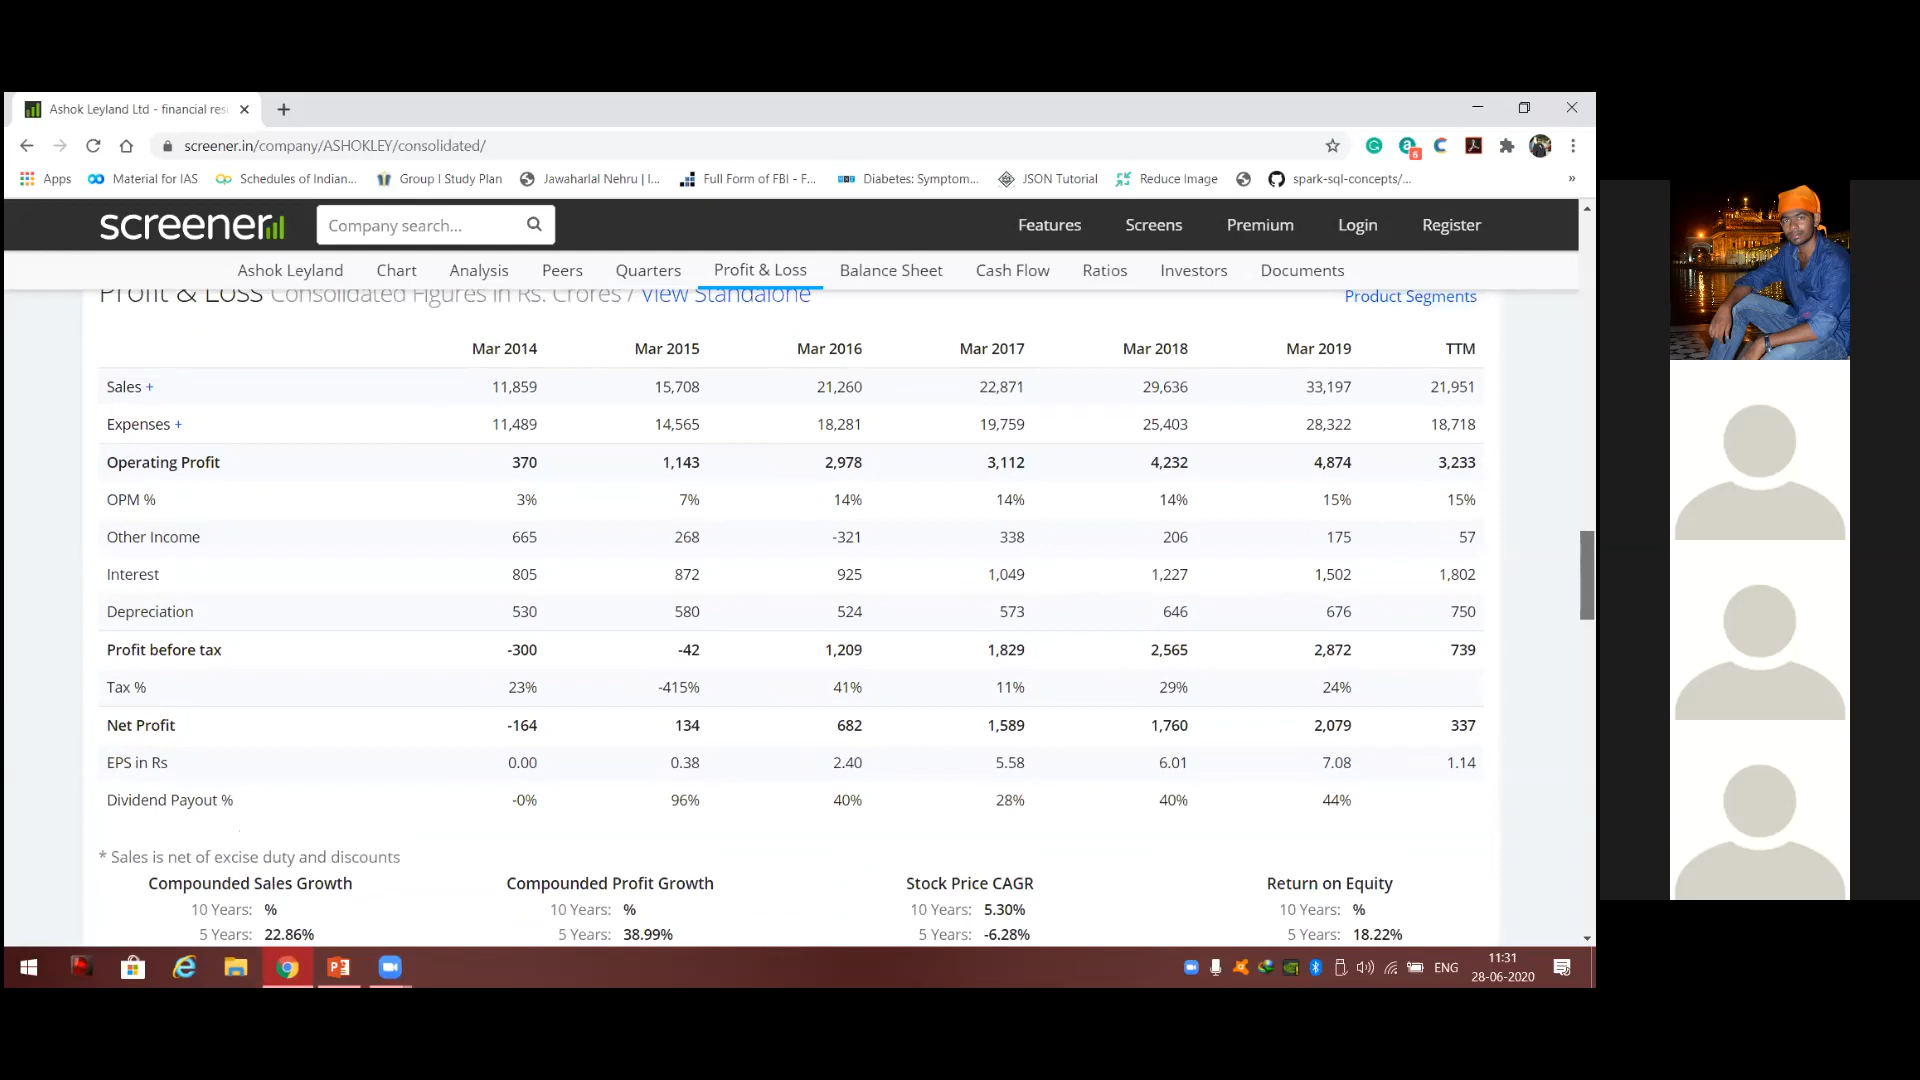 Ashok Leyland Ltd - financial res
screener.in/company/ASHOKLEY/consolidated/
6
Apps Material for IAS Schedules of Indian... Group I Study Plan Jawaharlal Nehru | I... Full Form of FBI - F... Diabetes: Symptom... JSON Tutorial Reduce Image spark-sql-concepts/... »
screener Company search... Features Screens Premium Login Register
Ashok Leyland Chart Analysis Peers Quarters Profit & Loss Balance Sheet Cash Flow Ratios Investors Documents
Profit & Loss Consolidated Figures in Rs. Crores / View Standalone Product Segments
Mar 2014 Mar 2015 Mar 2016 Mar 2017 Mar 2018 Mar 2019 TTM
Sales + 11,859 15,708 21,260 22,871 29,636 33,197 21,951
Expenses + 11,489 14,565 18,281 19,759 25,403 28,322 18,718
Operating Profit 370 1,143 2,978 3,112 4,232 4,874 3,233
OPM % 3% 7% 14% 14% 14% 15% 15%
Other Income 665 268 -321 338 206 175 57
Interest 805 872 925 1,049 1,227 1,502 1,802
Depreciation 530 580 524 573 646 676 750
Profit before tax -300 -42 1,209 1,829 2,565 2,872 739
Tax % 23% -415% 41% 11% 29% 24%
Net Profit -164 134 682 1,589 1,760 2,079 337
EPS in Rs 0.00 0.38 2.40 5.58 6.01 7.08 1.14
Dividend Payout % -0% 96% 40% 28% 40% 44%
* Sales is net of excise duty and discounts
Compounded Sales Growth Compounded Profit Growth Stock Price CAGR Return on Equity
10 Years: % 10 Years: % 10 Years: 5.30% 10 Years: %
5 Years: 22.86% 5 Years: 38.99% 5 Years: -6.28% 5 Years: 18.22%
ENG 11:31
28-06-2020